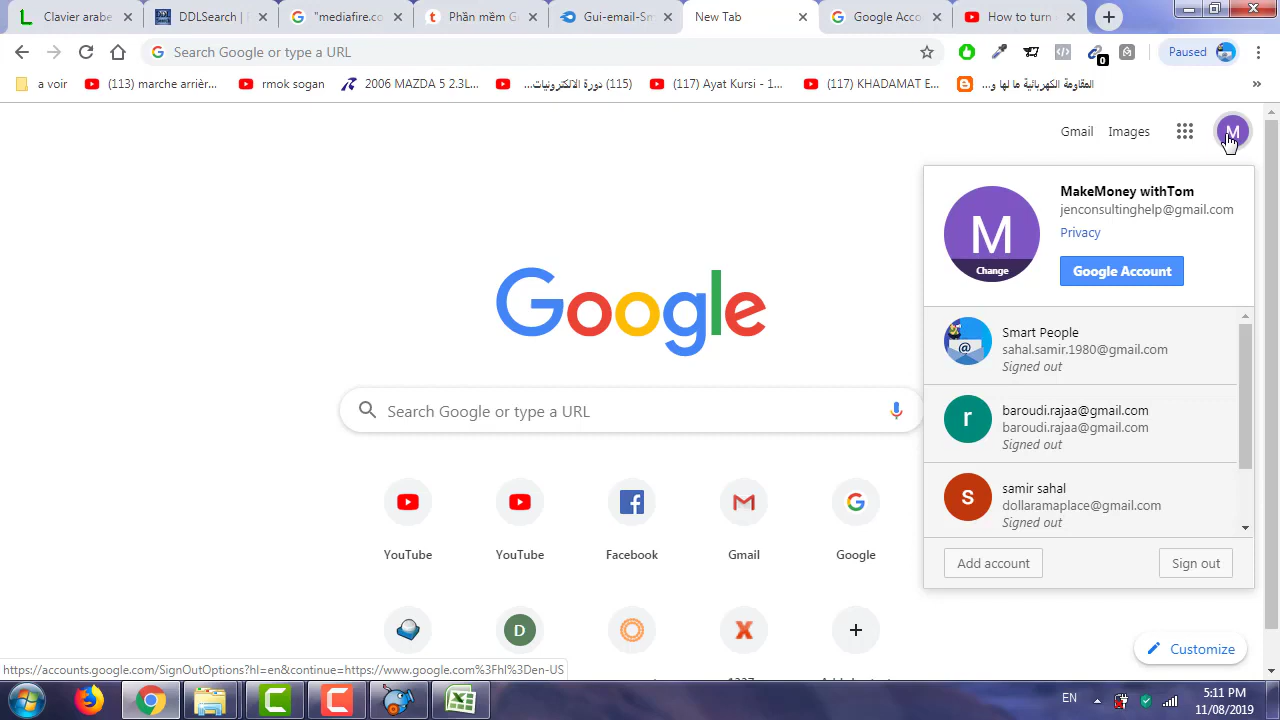 Clavier arabe
DDLSearch |
"mediafire.co
Phần mềm G
Gui-email-Sm
New Tab
Google Acco
How to turn
Search Google or type a URL
0
Paused
a voir
(113) marche arrièr...
rmok sogan
2006 MAZDA 5 2.3L...
(115) دورة الالكترونيات...
(117) Ayat Kursi - 1...
(117) KHADAMAT E...
المقاومة الكهربائية ما لها و...
»
Gmail
Images
M
M
Change
MakeMoney withTom
jenconsultinghelp@gmail.com
Privacy
Google Account
Google
Smart People
sahal.samir.1980@gmail.com
Signed out
r
baroudi.rajaa@gmail.com
baroudi.rajaa@gmail.com
Signed out
s
samir sahal
dollaramaplace@gmail.com
Signed out
Add account
Sign out
Search Google or type a URL
YouTube
YouTube
Facebook
Gmail
Google
D
X
Customize
https://accounts.google.com/SignOutOptions?hl=en&continue=https://www.google.com%3Fhl%3Den-US
EN
5:11 PM
11/08/2019